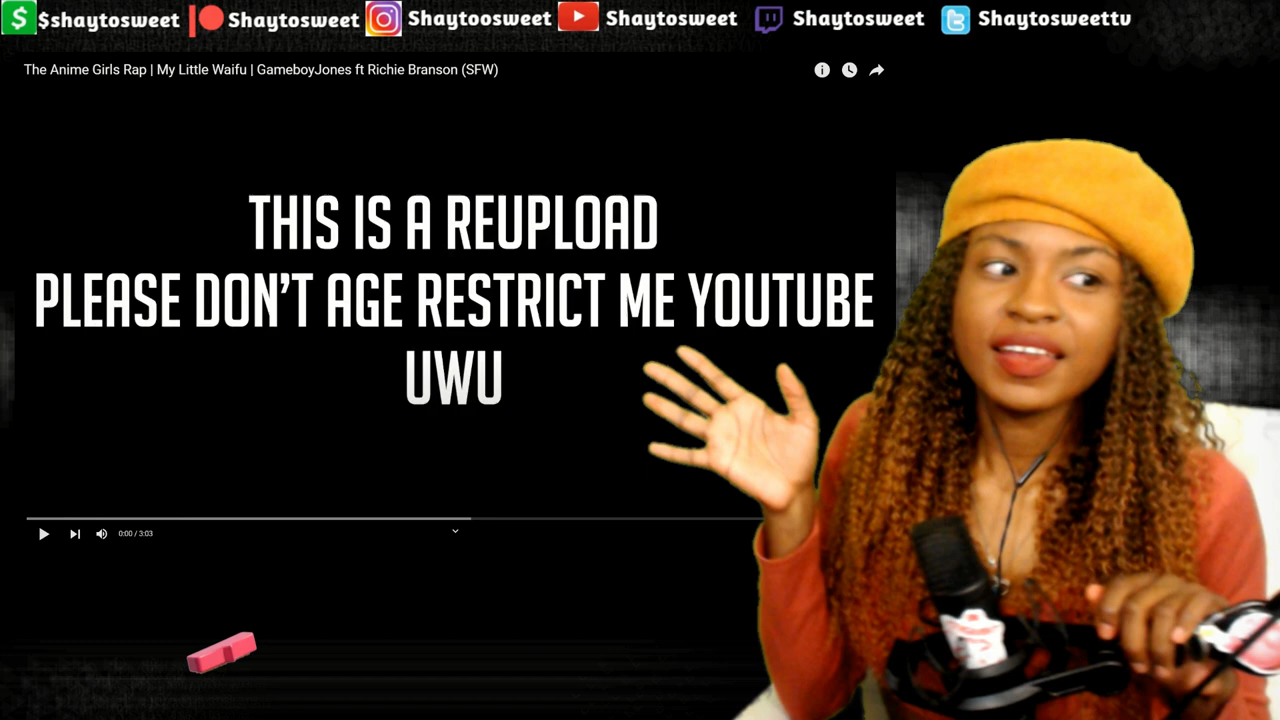 $shaytosweet Shaytosweet Shaytoosweet Shaytosweet Shaytosweet Shaytosweettv
The Anime Girls Rap | My Little Waifu | GameboyJones ft Richie Branson (SFW)
THIS IS A REUPLOAD
PLEASE DON'T AGE RESTRICT ME YOUTUBE
UWU
0:00 / 3:03